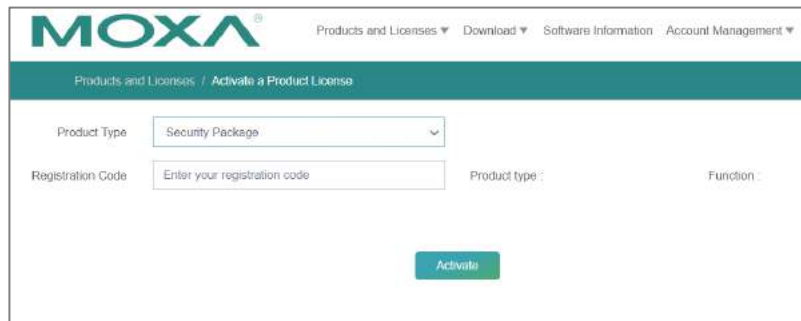 MOXA®
Products and Licenses ▼ Download ▼ Software Information Account Management ▼
Products and Licenses / Activate a Product License
Product Type Security Package
Registration Code Enter your registration code Product type : Function :
Activate